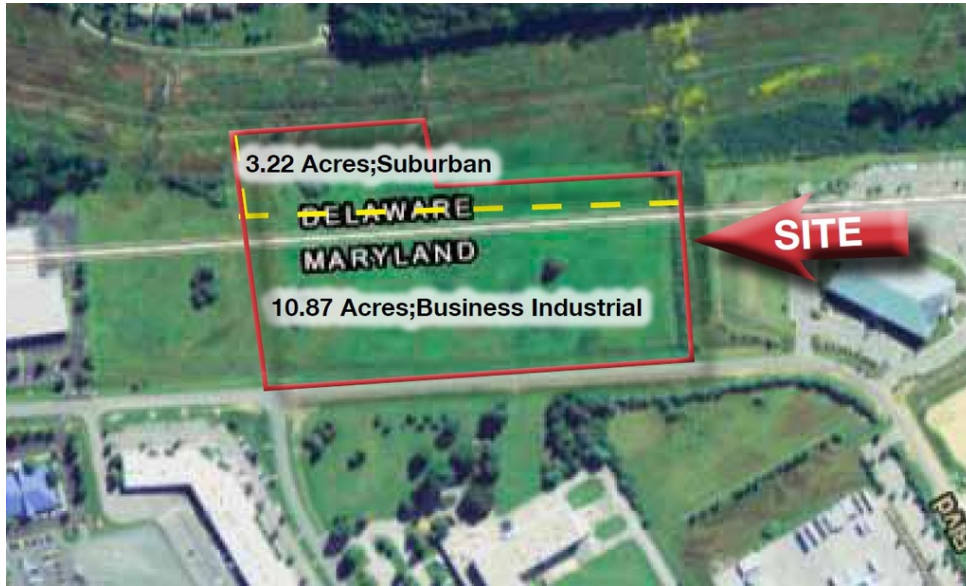 3.22 Acres;Suburban
DELAWARE
SITE
MARYLAND
10.87 Acres;Business Industrial